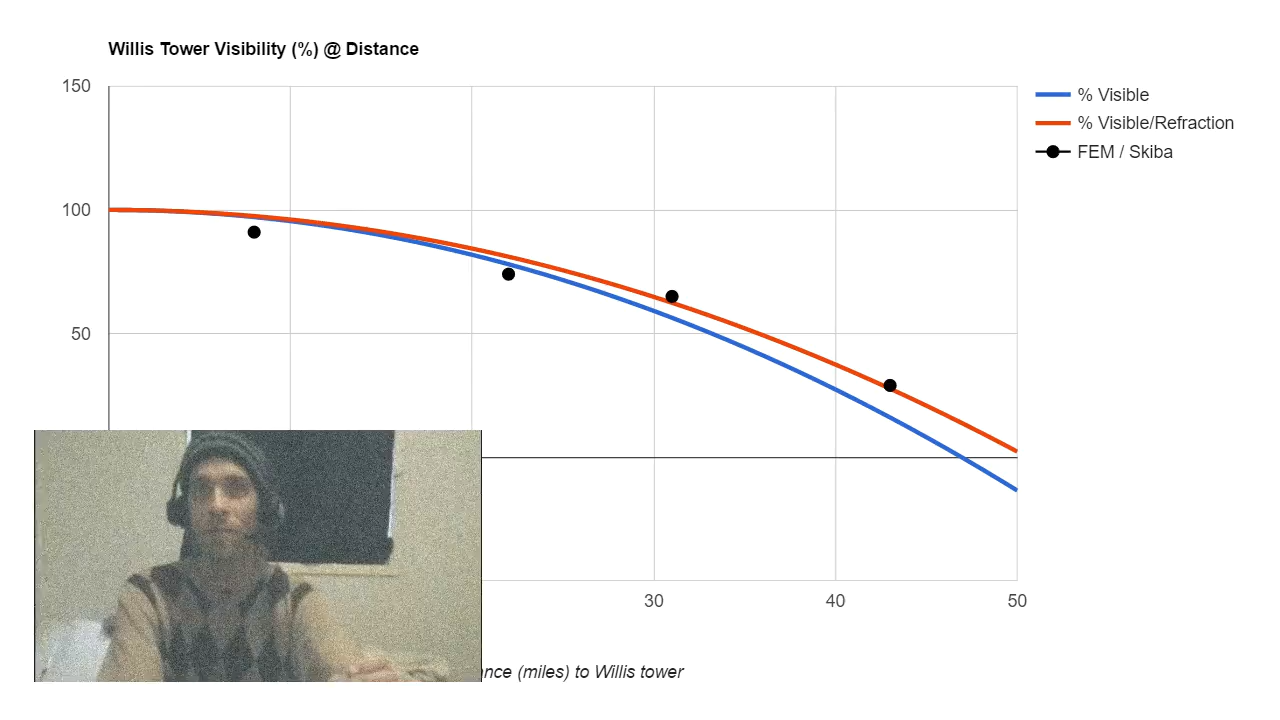 Willis Tower Visibility (%) @ Distance
150
100
50
% Visible
% Visible/Refraction
FEM / Skiba
30
40
50
(miles) to Willis tower